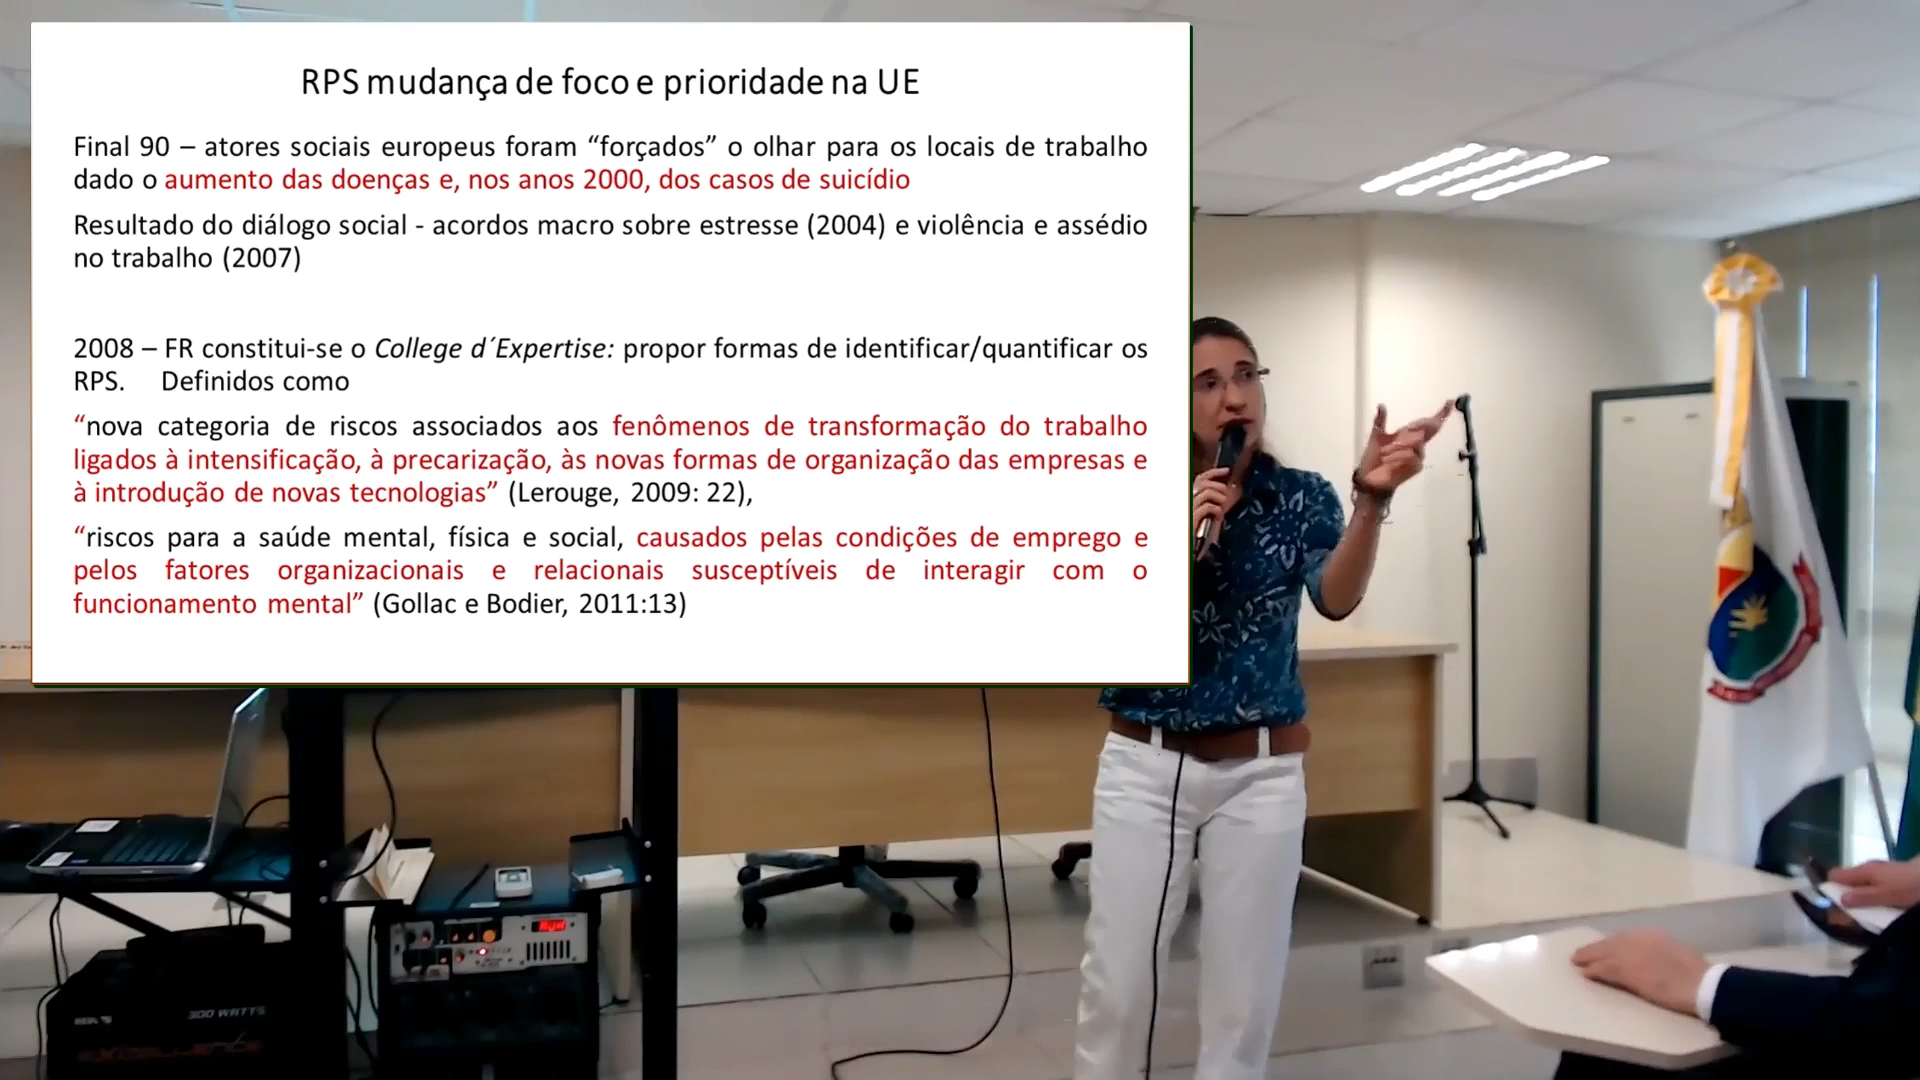 RPS mudança de foco e prioridade na UE
Final 90 – atores sociais europeus foram “forçados” o olhar para os locais de trabalho
dado o aumento das doenças e, nos anos 2000, dos casos de suicídio
Resultado do diálogo social - acordos macro sobre estresse (2004) e violência e assédio
no trabalho (2007)
2008 – FR constitui-se o College d´Expertise: propor formas de identificar/quantificar os
RPS. Definidos como
“nova categoria de riscos associados aos fenômenos de transformação do trabalho
ligados à intensificação, à precarização, às novas formas de organização das empresas e
à introdução de novas tecnologias” (Lerouge, 2009: 22),
“riscos para a saúde mental, física e social, causados pelas condições de emprego e
pelos fatores organizacionais e relacionais susceptíveis de interagir com o
funcionamento mental” (Gollac e Bodier, 2011:13)
300 WATTS